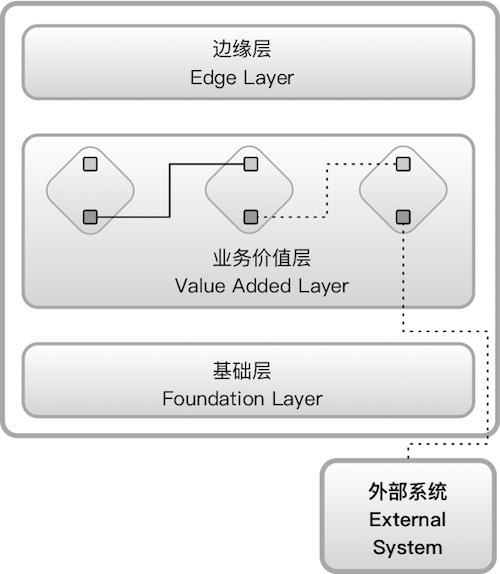 边缘层
Edge Layer
业务价值层
Value Added Layer
基础层
Foundation Layer
外部系统
External
System